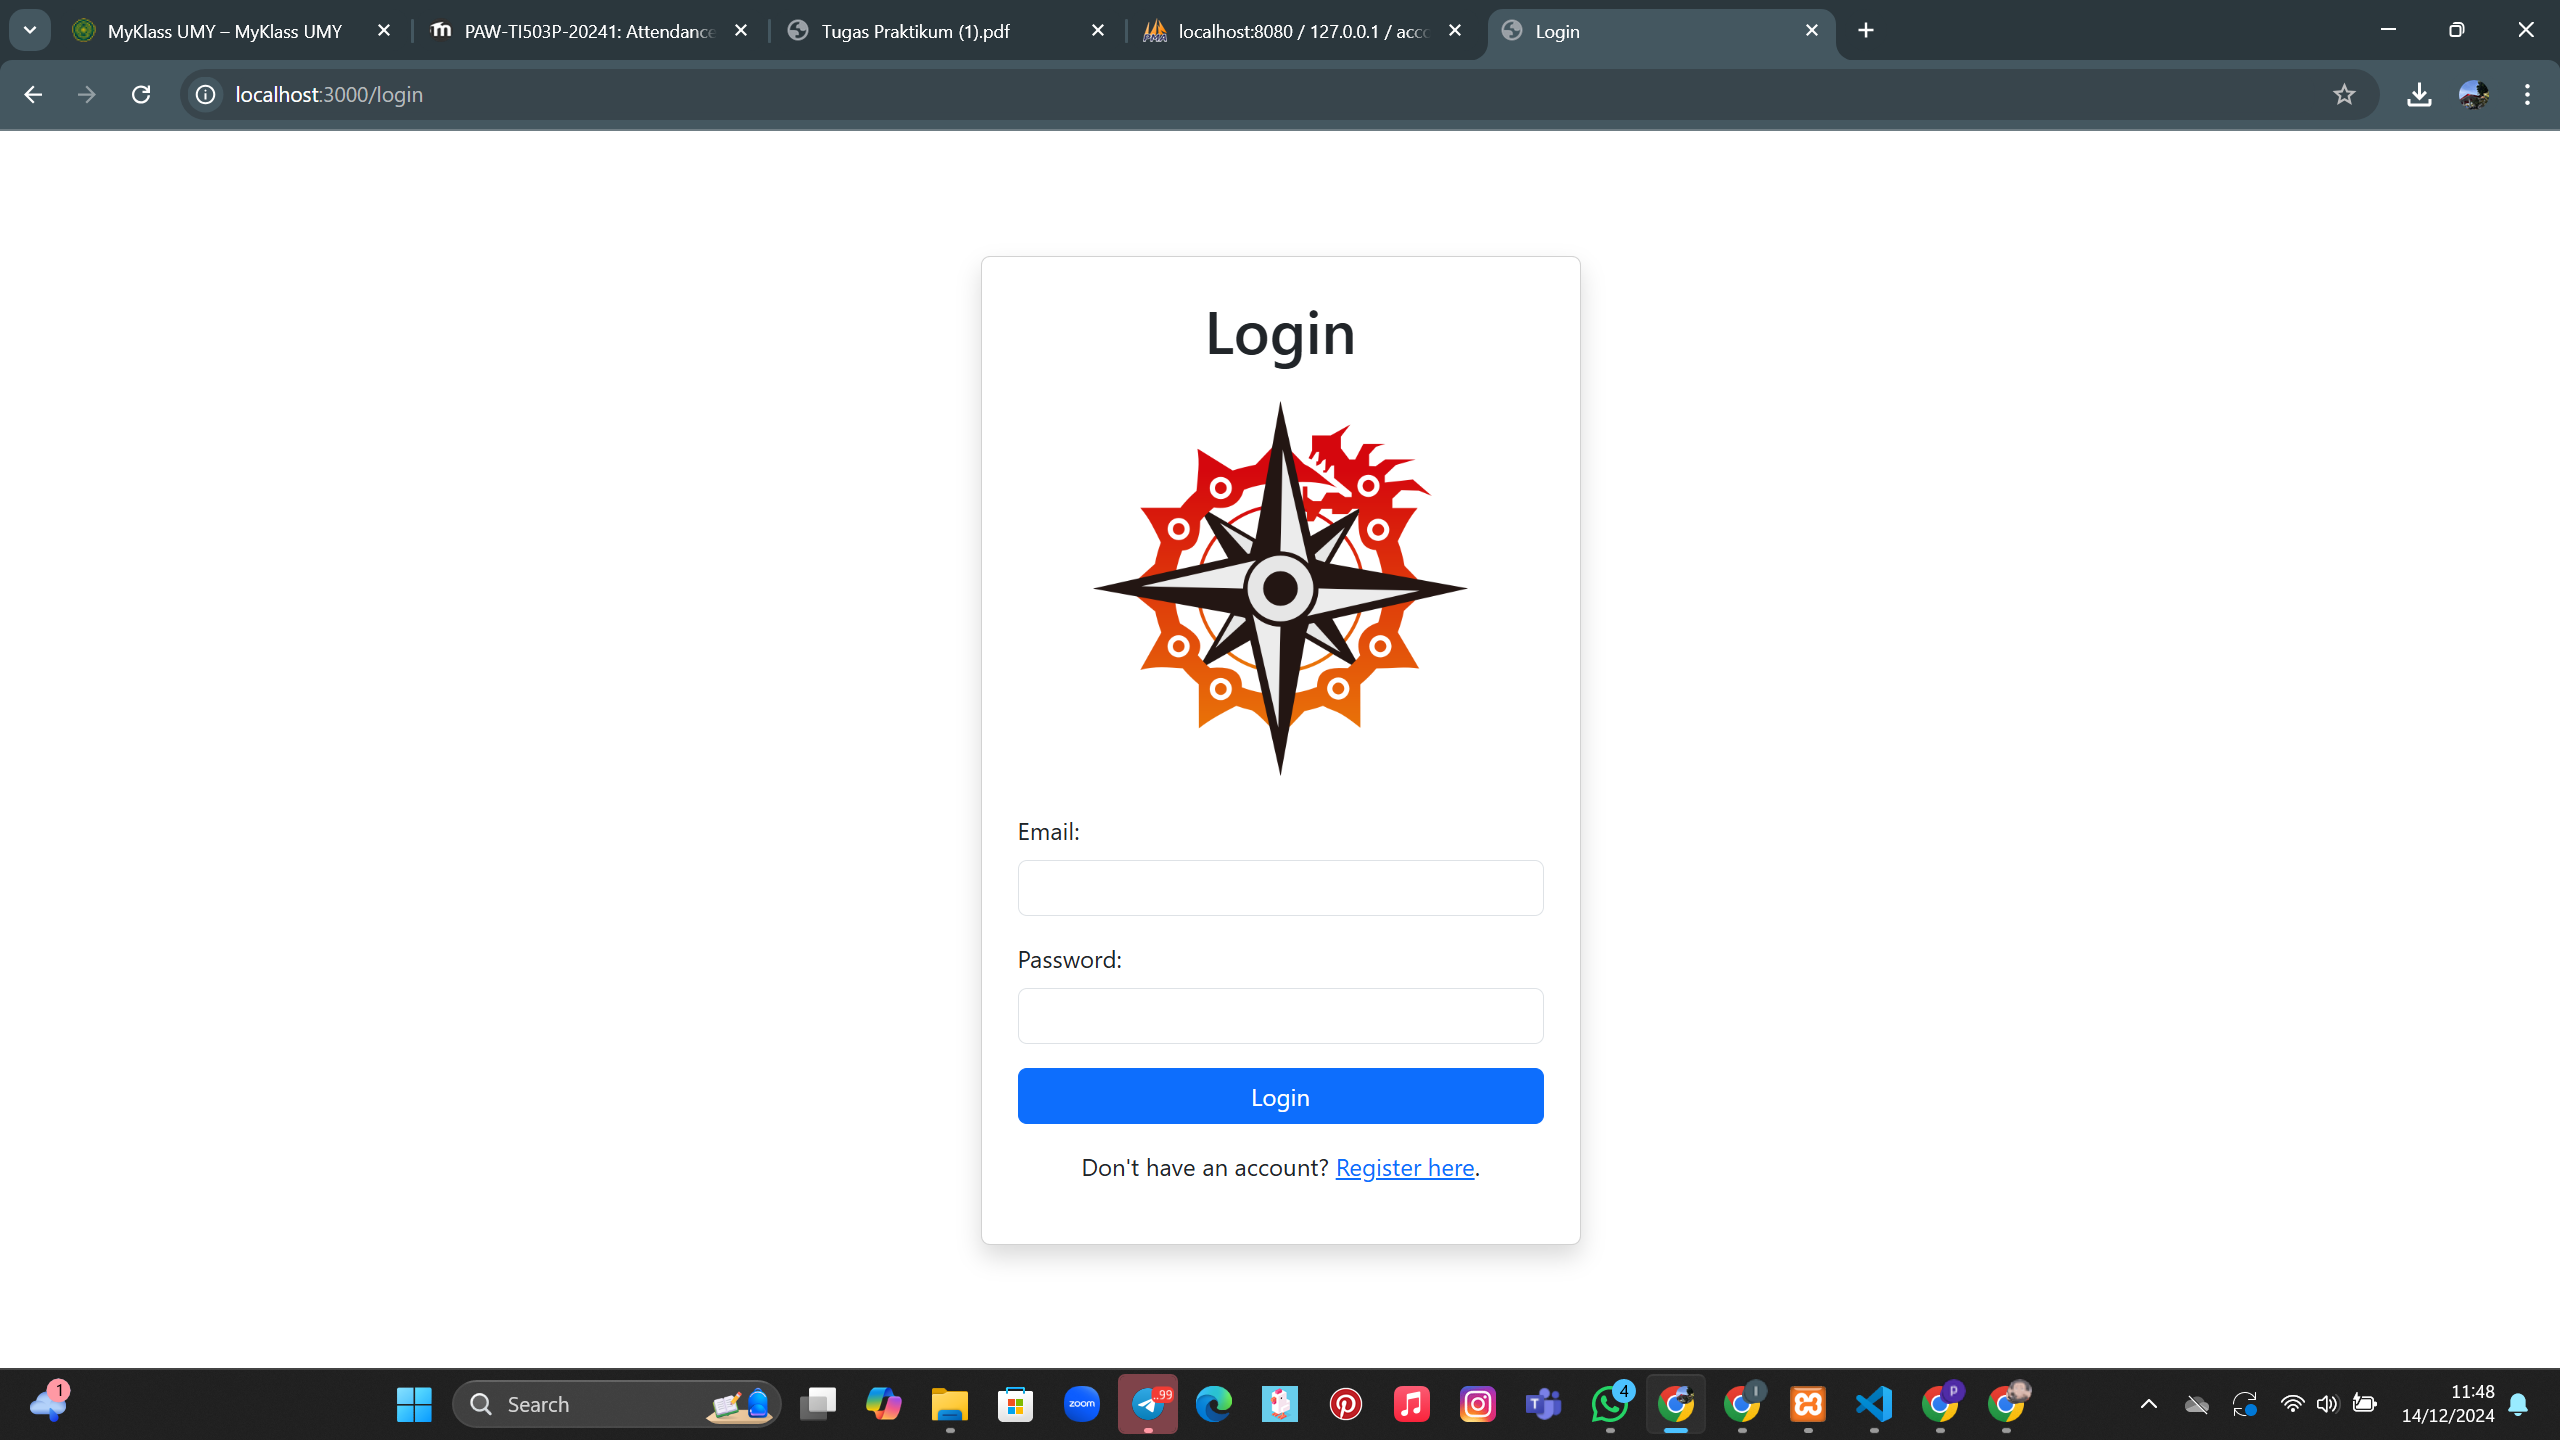 MyKlass UMY – MyKlass UMY
PAW-TI503P-20241: Attendance
Tugas Praktikum (1).pdf
localhost:8080 / 127.0.0.1 / acc
Login
localhost:3000/login
Login
Email:
Password:
Login
Don't have an account? Register here.
1
Search
zoom
..99
4
I
p
11:48
14/12/2024